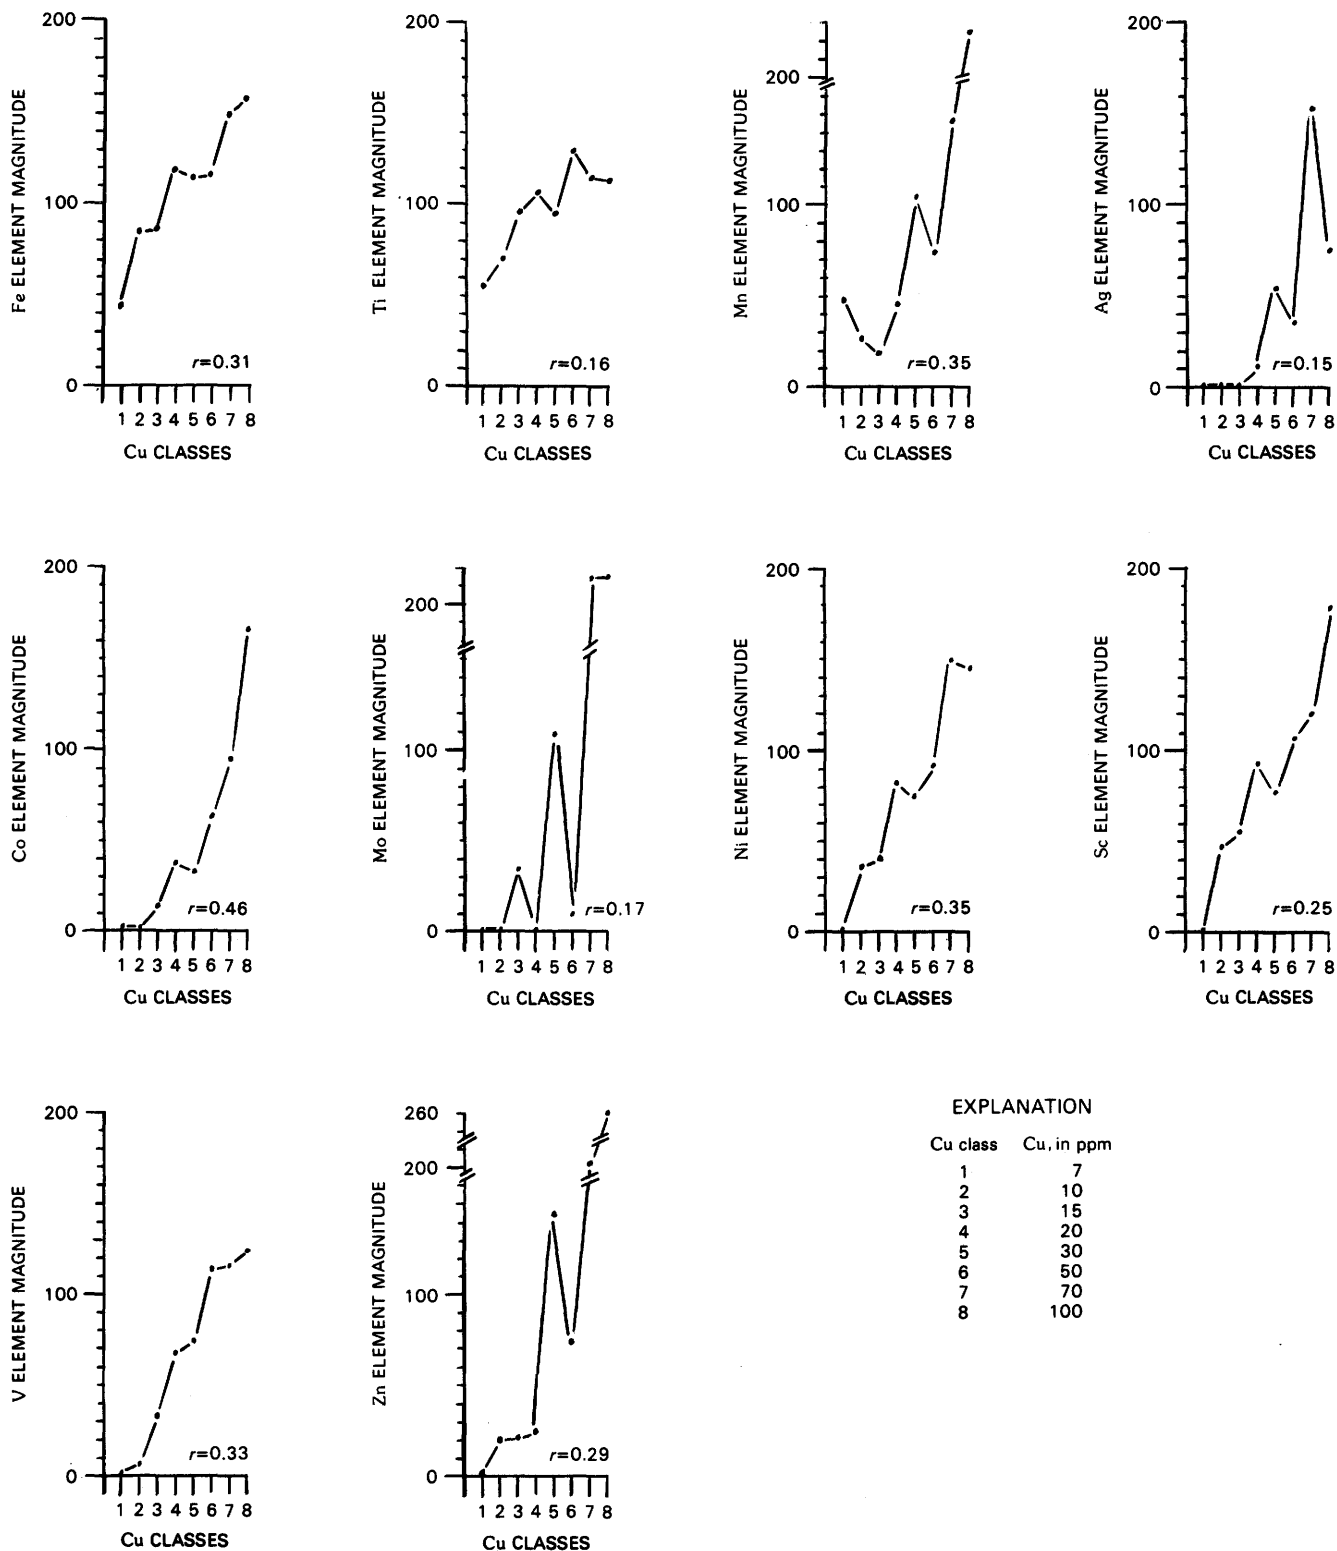 200
100
0
Fe ELEMENT MAGNITUDE
r=0.31
1 2 3 4 5 6 7 8
Cu CLASSES
200
100
0
Ti ELEMENT MAGNITUDE
r=0.16
1 2 3 4 5 6 7 8
Cu CLASSES
200
100
0
Mn ELEMENT MAGNITUDE
r=0.35
1 2 3 4 5 6 7 8
Cu CLASSES
200
100
0
Ag ELEMENT MAGNITUDE
r=0.15
1 2 3 4 5 6 7 8
Cu CLASSES
200
100
0
Co ELEMENT MAGNITUDE
r=0.46
1 2 3 4 5 6 7 8
Cu CLASSES
200
100
0
Mo ELEMENT MAGNITUDE
r=0.17
1 2 3 4 5 6 7 8
Cu CLASSES
200
100
0
Ni ELEMENT MAGNITUDE
r=0.35
1 2 3 4 5 6 7 8
Cu CLASSES
200
100
0
Sc ELEMENT MAGNITUDE
r=0.25
1 2 3 4 5 6 7 8
Cu CLASSES
200
100
0
V ELEMENT MAGNITUDE
r=0.33
1 2 3 4 5 6 7 8
Cu CLASSES
260
200
100
0
Zn ELEMENT MAGNITUDE
r=0.29
1 2 3 4 5 6 7 8
Cu CLASSES
EXPLANATION
Cu class Cu, in ppm
1 7
2 10
3 15
4 20
5 30
6 50
7 70
8 100